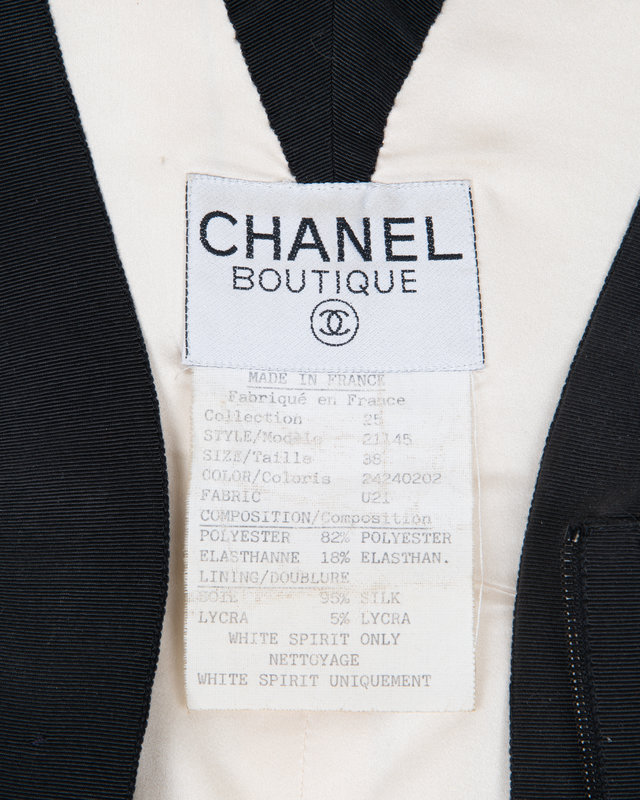 CHANEL
BOUTIQUE
MADE IN FRANCE
Fabriqué en France
Collection 25
STYLE/Modèle 21145
SIZE/Taille 38
COLOR/Coloris 24240202
FABRIC U21
COMPOSITION/Composition
POLYESTER 82% POLYESTER
ELASTHANNE 18% ELASTHAN.
LINING/DOUBLURE
SOIE 95% SILK
LYCRA 5% LYCRA
WHITE SPIRIT ONLY
NETTOYAGE
WHITE SPIRIT UNIQUEMENT